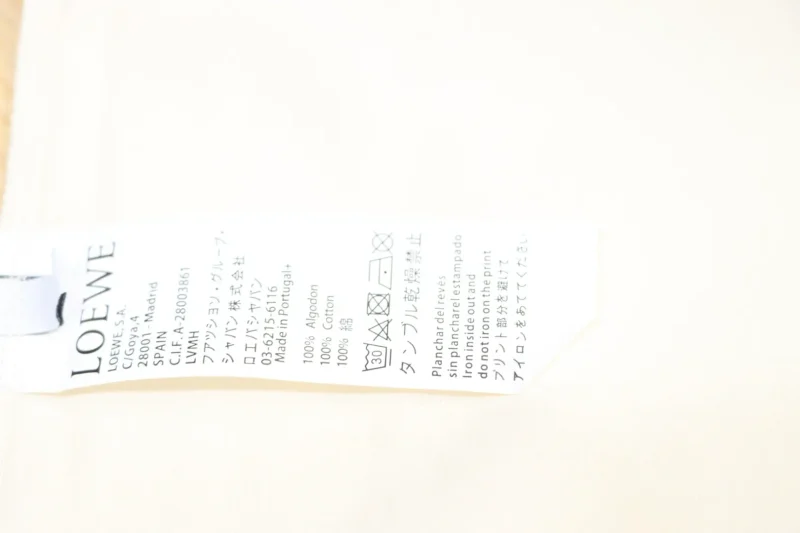 LOEWE
LOEWE, S.A.
C/Goya, 4
28001 - Madrid
SPAIN
C.I.F. A-28003861
LVMH
フアツシヨン・グループ・
ジャパン株式会社
ロエベジャパン
03-6215-6116
Made in Portugal+
100% Algodon
100% Cotton
100% 綿
30
タンブル乾燥禁止
Planchar del reves
sin planchar el estampado
Iron inside out and
do not iron on the print
プリント部分を避けて
アイロンをあててください